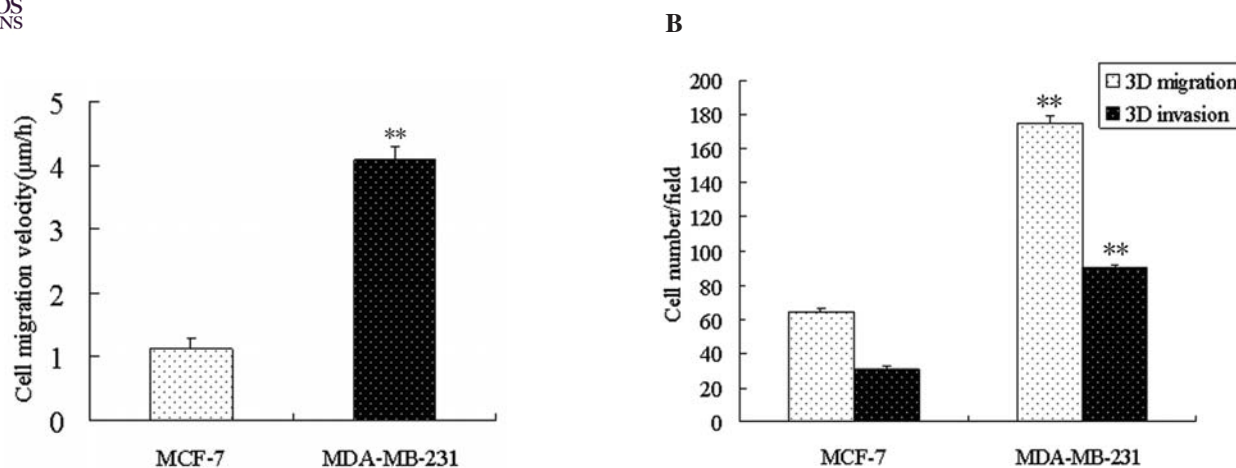 NS
B
Cell migration velocity(μm/h)
5
4
3
2
1
0
**
MCF-7
MDA-MB-231
Cell number/field
200
180
160
140
120
100
80
60
40
20
0
**
**
3D migration
3D invasion
MCF-7
MDA-MB-231